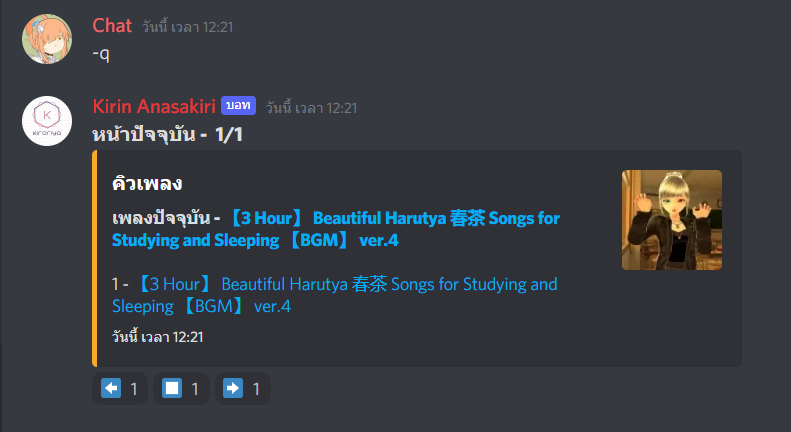 Chat วันนี้ เวลา 12:21
-q
Kirin Anasakiri บอท วันนี้ เวลา 12:21
K
kirariya
หน้าปัจจุบัน - 1/1
คิวเพลง
เพลงปัจจุบัน - 【3 Hour】 Beautiful Harutya 春茶 Songs for
Studying and Sleeping 【BGM】 ver.4
1 - 【3 Hour】 Beautiful Harutya 春茶 Songs for Studying and
Sleeping 【BGM】 ver.4
วันนี้ เวลา 12:21
1 1 1